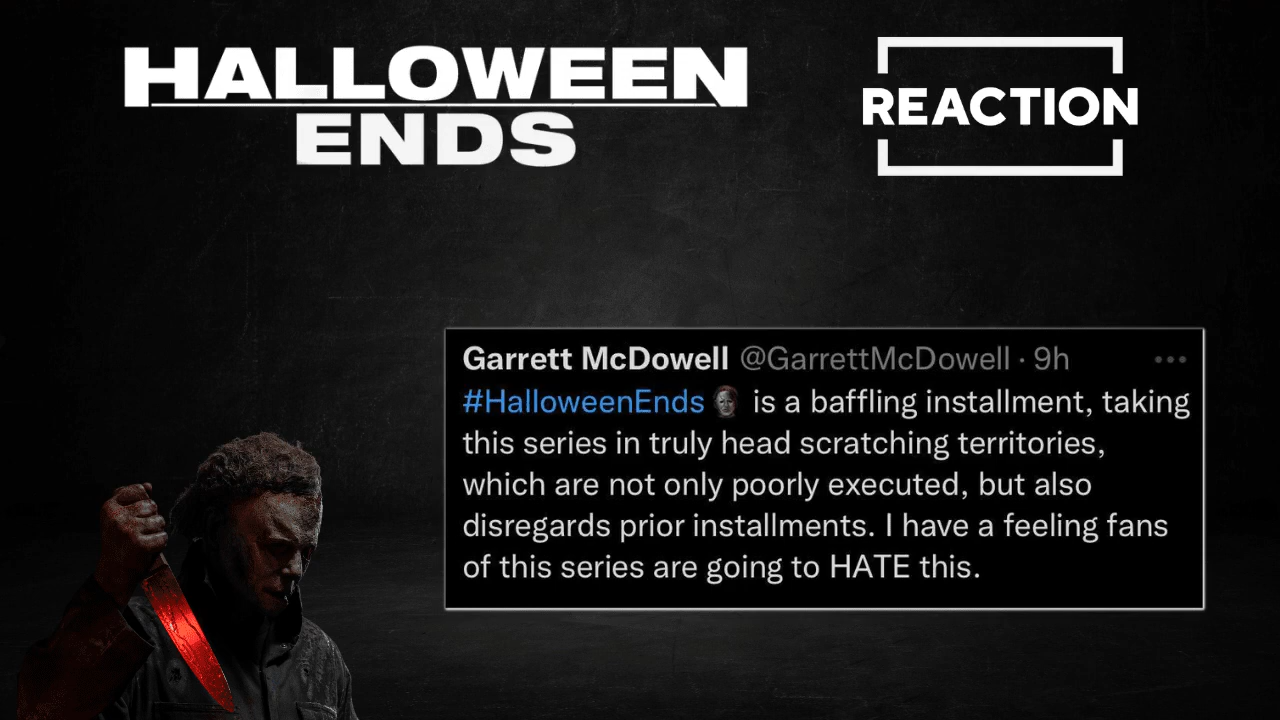 HALLOWEEN
ENDS
REACTION
Garrett McDowell @GarrettMcDowell · 9h
#HalloweenEnds is a baffling installment, taking
this series in truly head scratching territories,
which are not only poorly executed, but also
disregards prior installments. I have a feeling fans
of this series are going to HATE this.